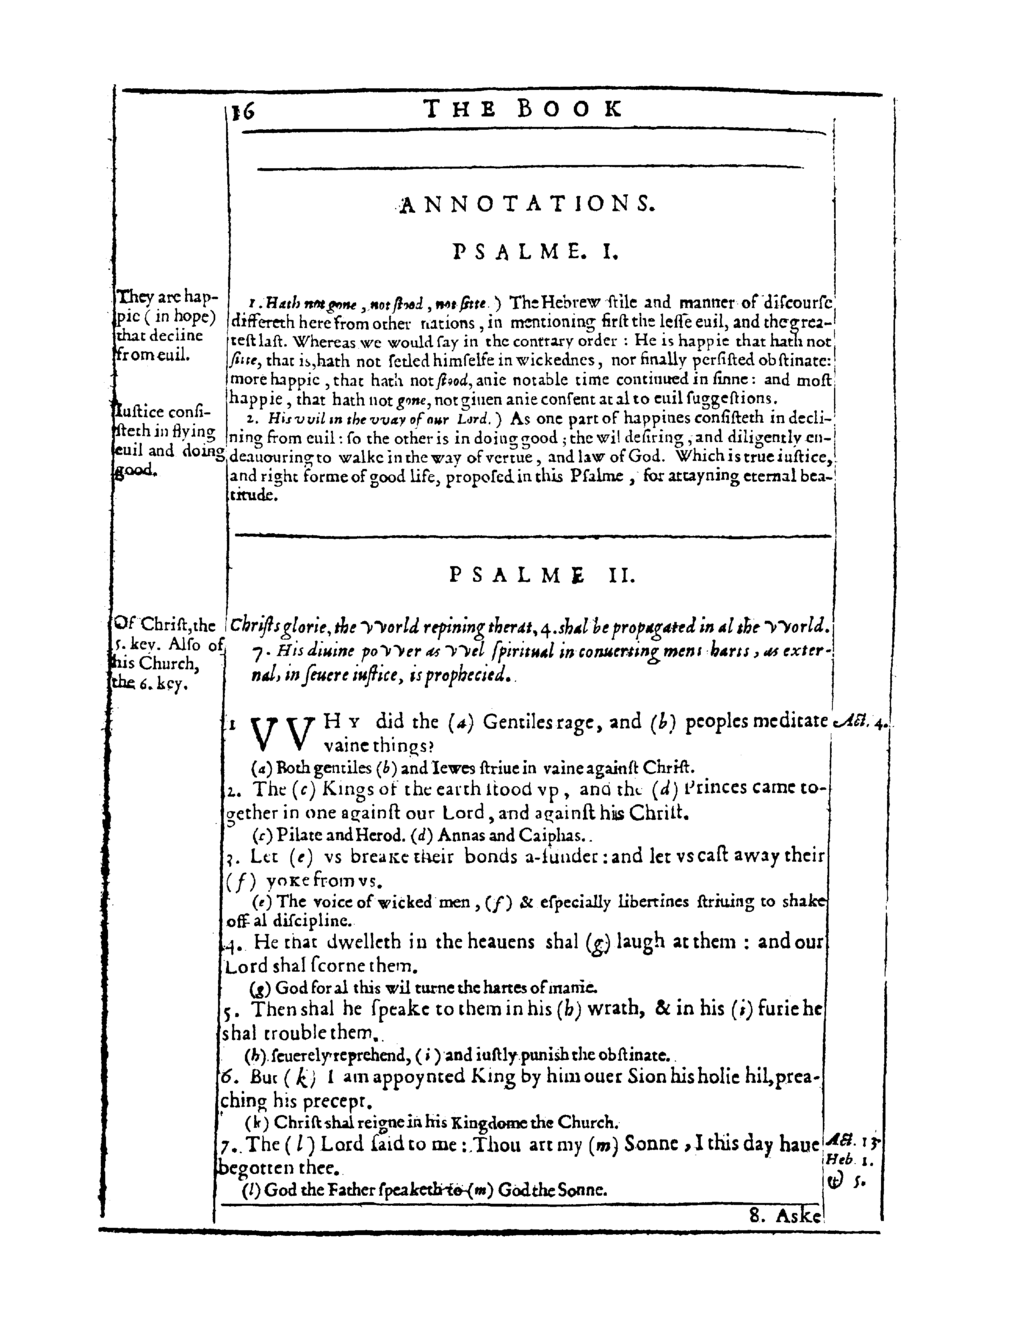 16 THE BOOK
ANNOTATIONS.
PSALME. I.
They are hap-
pie ( in hope)
that decline
from euil.
Iuſtice conſi-
ſteth in flying
euil and doing
good.
1. Hath not gone, not ſtood, not ſitte. ) The Hebrew ſtile and manner of diſcourſe
differeth here from other nations, in mentioning firſt the leſſe euil, and the grea-
teſt laſt. Whereas we would ſay in the contrary order : He is happie that hath not
ſitte, that is, hath not ſetled himſelfe in wickednes, nor finally perſiſted obſtinate:
more happie, that hath not ſtood, anie notable time continued in ſinne : and moſt
happie, that hath not gone, not giuen anie conſent at al to euil ſuggeſtions.
2. His vvil in the vvay of our Lord. ) As one part of happines conſiſteth in decli-
ning from euil : ſo the other is in doing good ; the wil deſiring, and diligently en-
deauouring to walke in the way of vertue, and law of God. Which is true iuſtice,
and right forme of good life, propoſed in this Pſalme, for attayning eternal bea-
titude.
PSALME II.
Of Chriſt, the
5. key. Alſo of
his Church,
the 6. key.
Chriſts glorie, the vvorld repining therat, 4. shal be propagated in al the vvorld.
7. His diuine povver as vvel ſpiritual in conuerting mens harts, as exter-
nal, in ſeuere iuſtice, is prophecied.
1 VVHY did the (a) Gentiles rage, and (b) peoples meditate
vaine things?
Act. 4.
(a) Both gentiles (b) and Iewes ſtriue in vaine againſt Chriſt.
2. The (c) Kings of the earth ſtood vp, and the (d) Princes came to-
gether in one againſt our Lord, and againſt his Chriſt.
(c) Pilate and Herod. (d) Annas and Caiphas.
3. Let (e) vs breake their bonds a-ſunder : and let vs caſt away their
(f) yoke from vs.
(e) The voice of wicked men, (f) & eſpecially libertines ſtriuing to shake
off al diſcipline.
4. He that dwelleth in the heauens shal (g) laugh at them : and our
Lord shal ſcorne them.
(g) God for al this wil turne the hartes of manie.
5. Then shal he ſpeake to them in his (h) wrath, & in his (i) furie he
shal trouble them.
(h) ſeuerely reprehend, (i) and iuſtly punish the obſtinate.
6. But (k) I am appoynted King by him ouer Sion his holie hil, prea-
ching his precept.
(k) Chriſt shal reigne in his Kingdome the Church.
7. The (l) Lord ſaid to me : Thou art my (m) Sonne, I this day haue
begotten thee.
Act. 13
Heb. 1.
& 5.
(l) God the Father ſpeaketh to (m) God the Sonne.
8. Aske